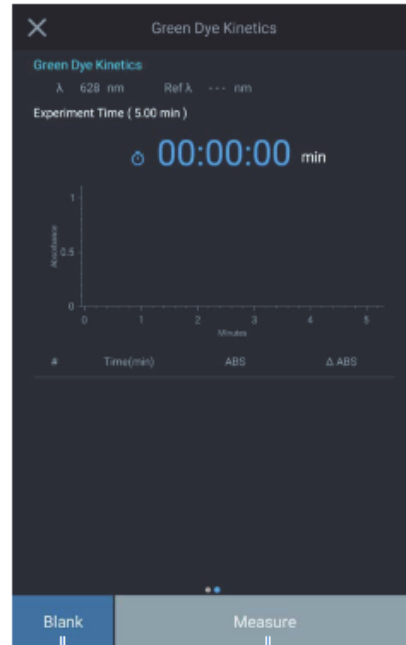 Green Dye Kinetics
Green Dye Kinetics
λ 628 nm Ref λ --- nm
Experiment Time ( 5.00 min )
00:00:00 min
1
0.5
0
Absorbance
0 1 2 3 4 5
Minutes
# Time(min) ABS Δ ABS
Blank Measure